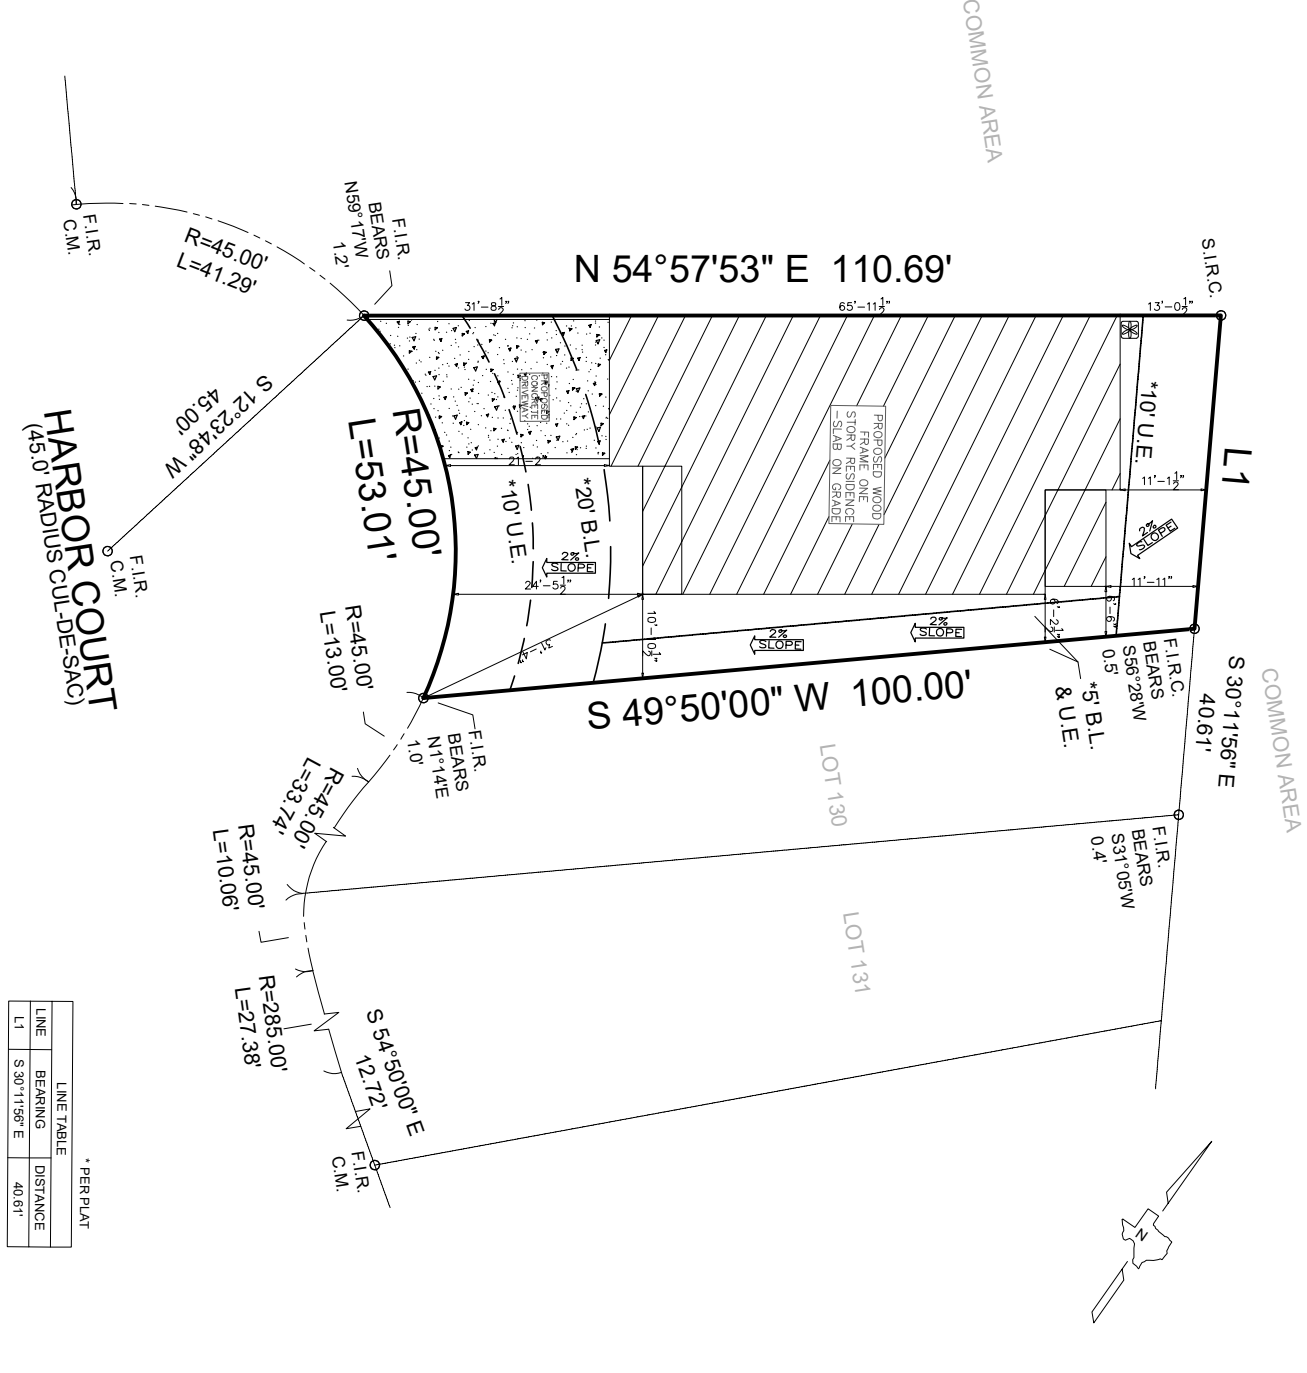 COMMON AREA
S.I.R.C.
N 54°57'53" E 110.69'
31'-8½"
65'-11½"
13'-0½"
F.I.R.
BEARS
N59°17'W
1.2'
F.I.R.
C.M.
R=45.00'
L=41.29'
S 12°23'48" W
45.00'
HARBOR COURT
(45.0' RADIUS CUL-DE-SAC)
F.I.R.
C.M.
R=45.00'
L=53.01'
PROPOSED
CONCRETE
DRIVEWAY
21'-2"
*10' U.E.
*20' B.L.
2%
SLOPE
24'-5½"
31'-4"
10'-10½"
PROPOSED WOOD
FRAME ONE
STORY RESIDENCE
-SLAB ON GRADE
*10' U.E.
L1
11'-1½"
2%
SLOPE
11'-11"
6'-2½"
6'-6"
2%
SLOPE
2%
SLOPE
*5' B.L.
& U.E.
F.I.R.C.
BEARS
S56°28'W
0.5'
S 49°50'00" W 100.00'
S 30°11'56" E
40.61'
COMMON AREA
R=45.00'
L=13.00'
F.I.R.
BEARS
N1°14'E
1.0'
LOT 130
F.I.R.
BEARS
S31°05'W
0.4'
R=45.00'
L=33.74'
R=45.00'
L=10.06'
LOT 131
R=285.00'
L=27.38'
S 54°50'00" E
12.72'
F.I.R.
C.M.
N
* PER PLAT
LINE TABLE
LINE BEARING DISTANCE
L1 S 30°11'56" E 40.61'